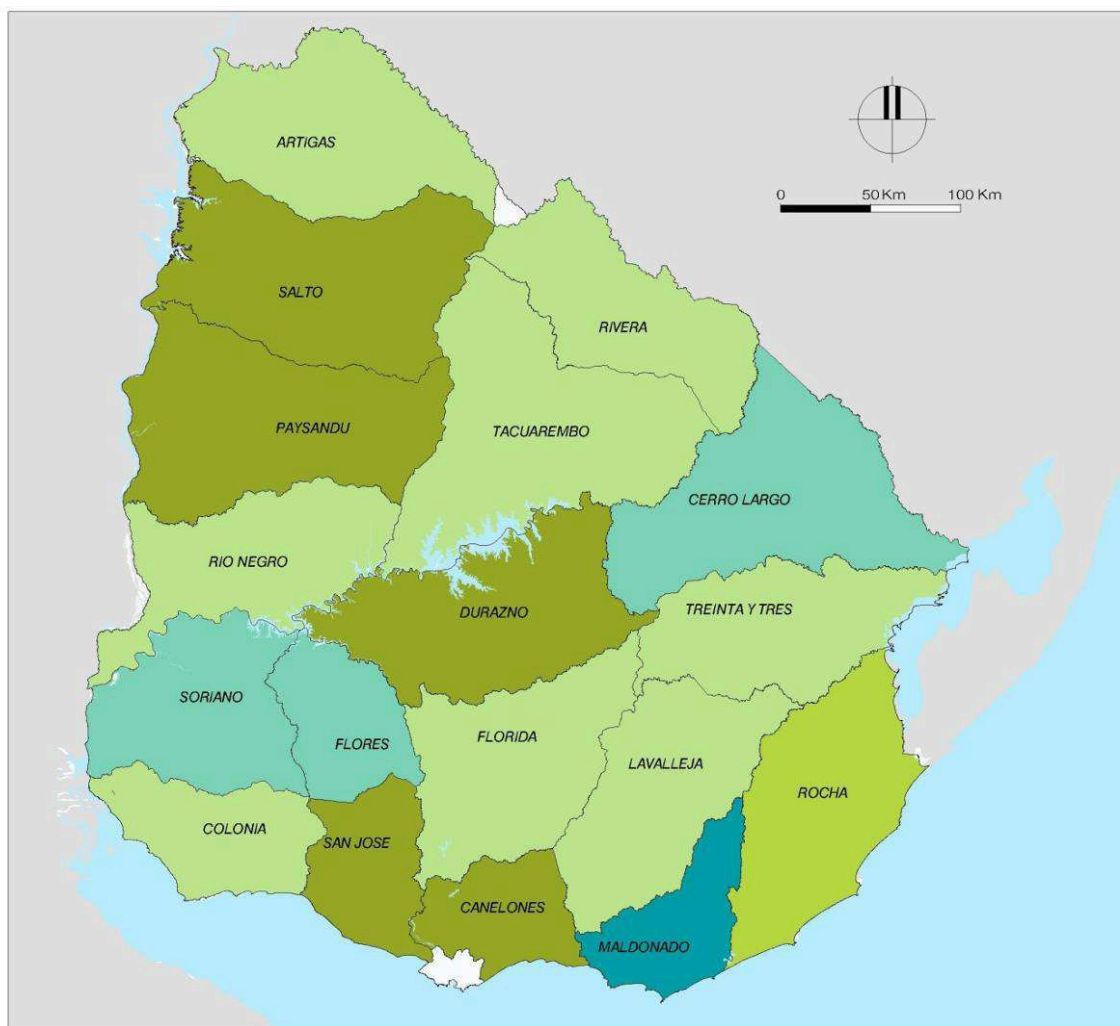 ARTIGAS
0 50 Km 100 Km
SALTO
RIVERA
PAYSANDU
TACUAREMBO
CERRO LARGO
RIO NEGRO
DURAZNO
TREINTA Y TRES
SORIANO
FLORES
FLORIDA
LAVALLEJA
ROCHA
COLONIA
SAN JOSE
CANELONES
MALDONADO